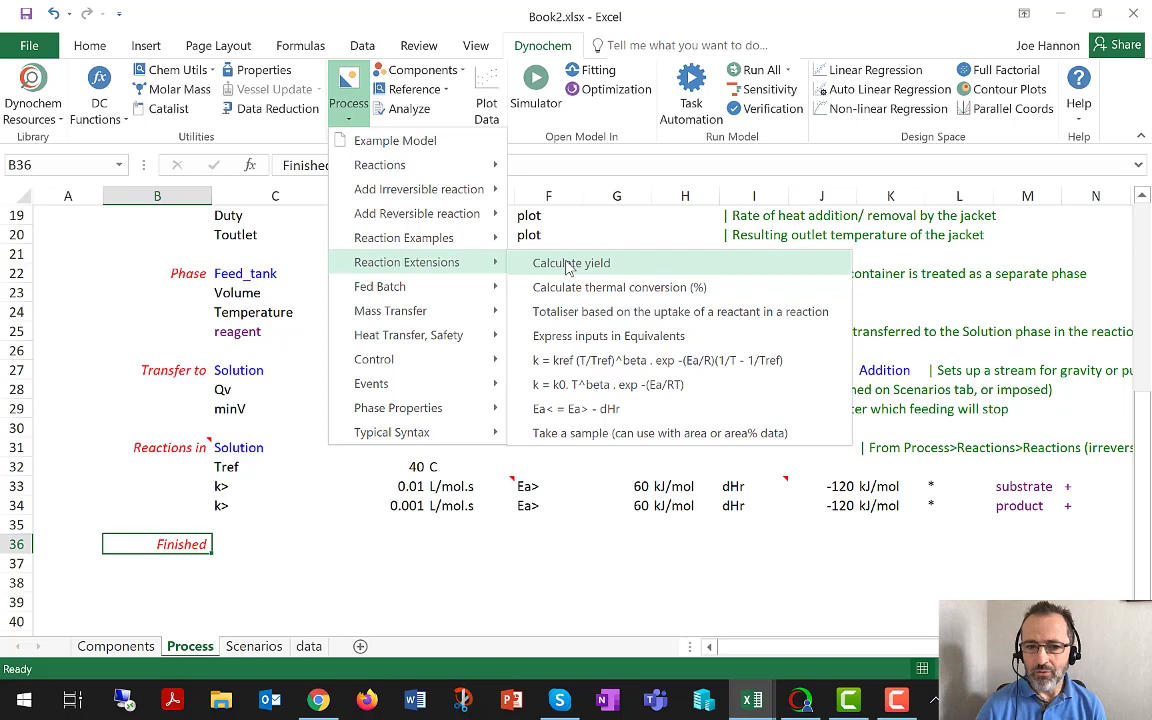 Book2.xlsx - Excel
File Home Insert Page Layout Formulas Data Review View Dynochem Tell me what you want to do... Joe Hannon Share
Chem Utils Properties Components Fitting Run All Linear Regression Full Factorial
Molar Mass Vessel Update Reference Optimization Sensitivity Auto Linear Regression Contour Plots
Dynochem Resources DC Functions Catalist Data Reduction Process Analyze Plot Data Simulator Task Automation Verification Non-linear Regression Parallel Coords Help
Library Utilities Open Model In Run Model Design Space Help
B36 fx Finished
Example Model
Reactions
Add Irreversible reaction
Add Reversible reaction
Reaction Examples
Reaction Extensions
Fed Batch
Mass Transfer
Heat Transfer, Safety
Control
Events
Phase Properties
Typical Syntax
Calculate yield
Calculate thermal conversion (%)
Totaliser based on the uptake of a reactant in a reaction
Express inputs in Equivalents
k = kref (T/Tref)^beta . exp -(Ea/R)(1/T - 1/Tref)
k = k0. T^beta . exp -(Ea/RT)
Ea< = Ea> - dHr
Take a sample (can use with area or area% data)
A B C F G H I J K L M N
19 Duty plot | Rate of heat addition/ removal by the jacket
20 Toutlet plot | Resulting outlet temperature of the jacket
21
22 Phase Feed_tank container is treated as a separate phase
23 Volume
24 Temperature
25 reagent transferred to the Solution phase in the reactio
26
27 Transfer to Solution Addition | Sets up a stream for gravity or pu
28 Qv ned on Scenarios tab, or imposed)
29 minV ter which feeding will stop
30
31 Reactions in Solution | From Process>Reactions>Reactions (irrevers
32 Tref 40 C
33 k> 0.01 L/mol.s Ea> 60 kJ/mol dHr -120 kJ/mol * substrate +
34 k> 0.001 L/mol.s Ea> 60 kJ/mol dHr -120 kJ/mol * product +
35
36 Finished
37
38
39
40
Components Process Scenarios data
Ready